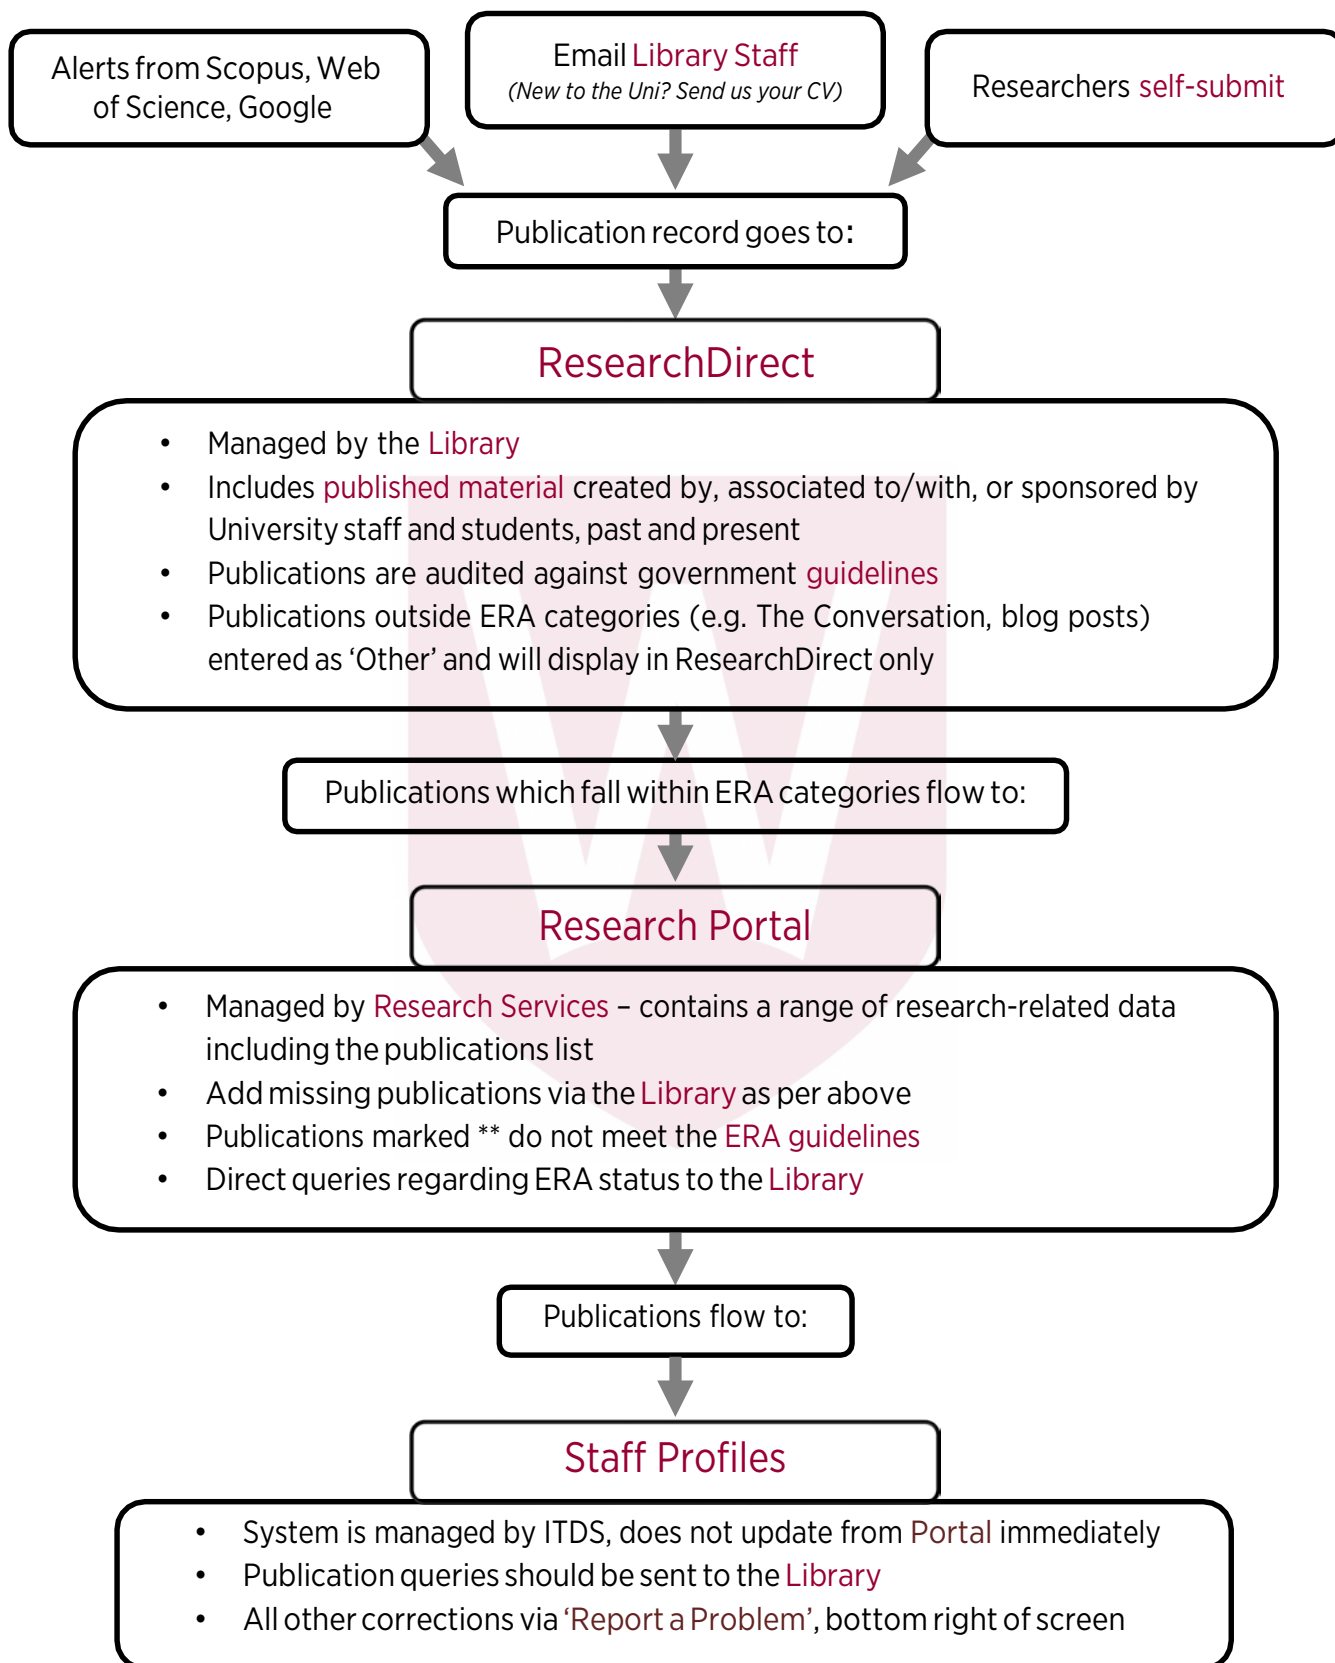 Alerts from Scopus, Web
of Science, Google
Email Library Staff
(New to the Uni? Send us your CV)
Researchers self-submit
Publication record goes to:
ResearchDirect
• Managed by the Library
• Includes published material created by, associated to/with, or sponsored by
University staff and students, past and present
• Publications are audited against government guidelines
• Publications outside ERA categories (e.g. The Conversation, blog posts)
entered as ‘Other’ and will display in ResearchDirect only
Publications which fall within ERA categories flow to:
Research Portal
• Managed by Research Services – contains a range of research-related data
including the publications list
• Add missing publications via the Library as per above
• Publications marked ** do not meet the ERA guidelines
• Direct queries regarding ERA status to the Library
Publications flow to:
Staff Profiles
• System is managed by ITDS, does not update from Portal immediately
• Publication queries should be sent to the Library
• All other corrections via ‘Report a Problem’, bottom right of screen
W